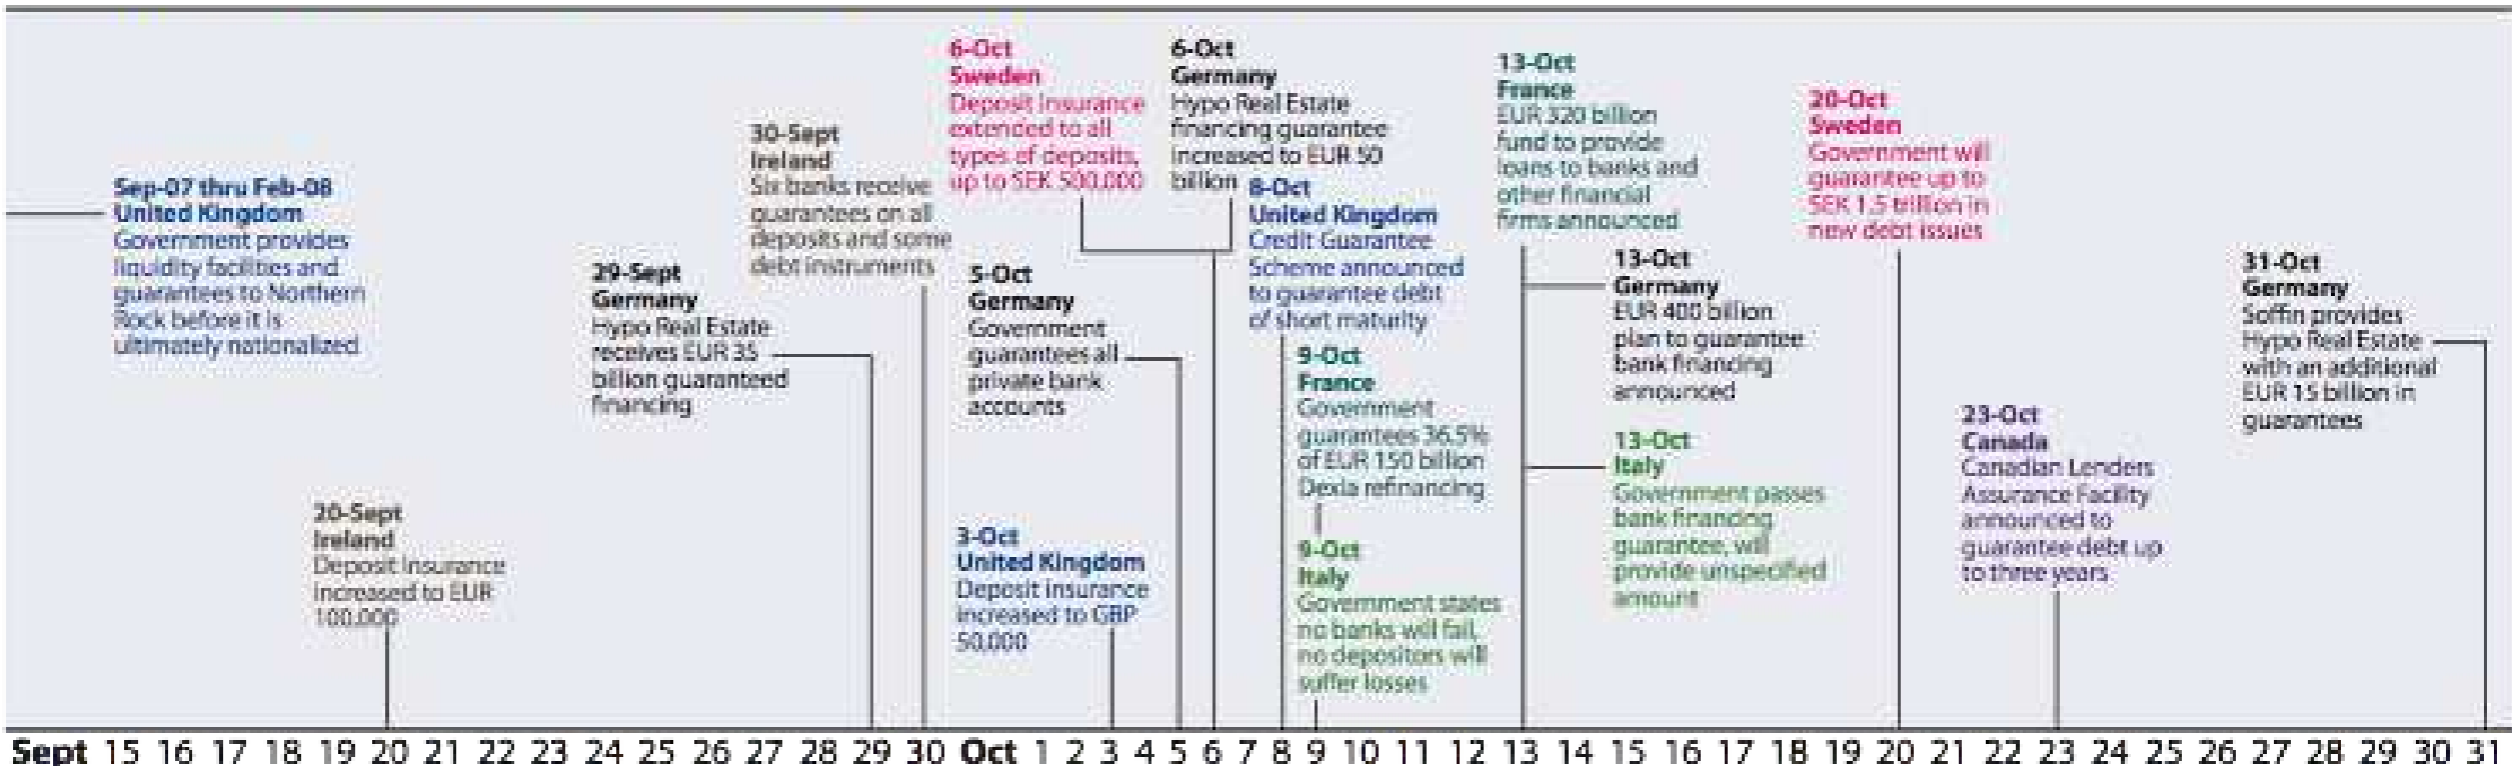 Sep-07 thru Feb-08
United Kingdom
Government provides
liquidity facilities and
guarantees to Northern
Rock before it is
ultimately nationalized
20-Sept
Ireland
Deposit insurance
increased to EUR
100,000
29-Sept
Germany
Hypo Real Estate
receives EUR 35
billion guaranteed
financing
30-Sept
Ireland
Six banks receive
guarantees on all
deposits and some
debt instruments
3-Oct
United Kingdom
Deposit insurance
increased to GBP
50,000
5-Oct
Germany
Government
guarantees all
private bank
accounts
6-Oct
Sweden
Deposit insurance
extended to all
types of deposits,
up to SEK 500,000
6-Oct
Germany
Hypo Real Estate
financing guarantee
increased to EUR 50
billion
8-Oct
United Kingdom
Credit Guarantee
Scheme announced
to guarantee debt
of short maturity
9-Oct
France
Government
guarantees 36.5%
of EUR 150 billion
Dexia refinancing
9-Oct
Italy
Government states
no banks will fail,
no depositors will
suffer losses
13-Oct
France
EUR 320 billion
fund to provide
loans to banks and
other financial
firms announced
13-Oct
Germany
EUR 400 billion
plan to guarantee
bank financing
announced
13-Oct
Italy
Government passes
bank financing
guarantee, will
provide unspecified
amount
20-Oct
Sweden
Government will
guarantee up to
SEK 1.5 trillion in
new debt issues
23-Oct
Canada
Canadian Lenders
Assurance Facility
announced to
guarantee debt up
to three years
31-Oct
Germany
Soffin provides
Hypo Real Estate
with an additional
EUR 15 billion in
guarantees
Sept 15 16 17 18 19 20 21 22 23 24 25 26 27 28 29 30 Oct 1 2 3 4 5 6 7 8 9 10 11 12 13 14 15 16 17 18 19 20 21 22 23 24 25 26 27 28 29 30 31